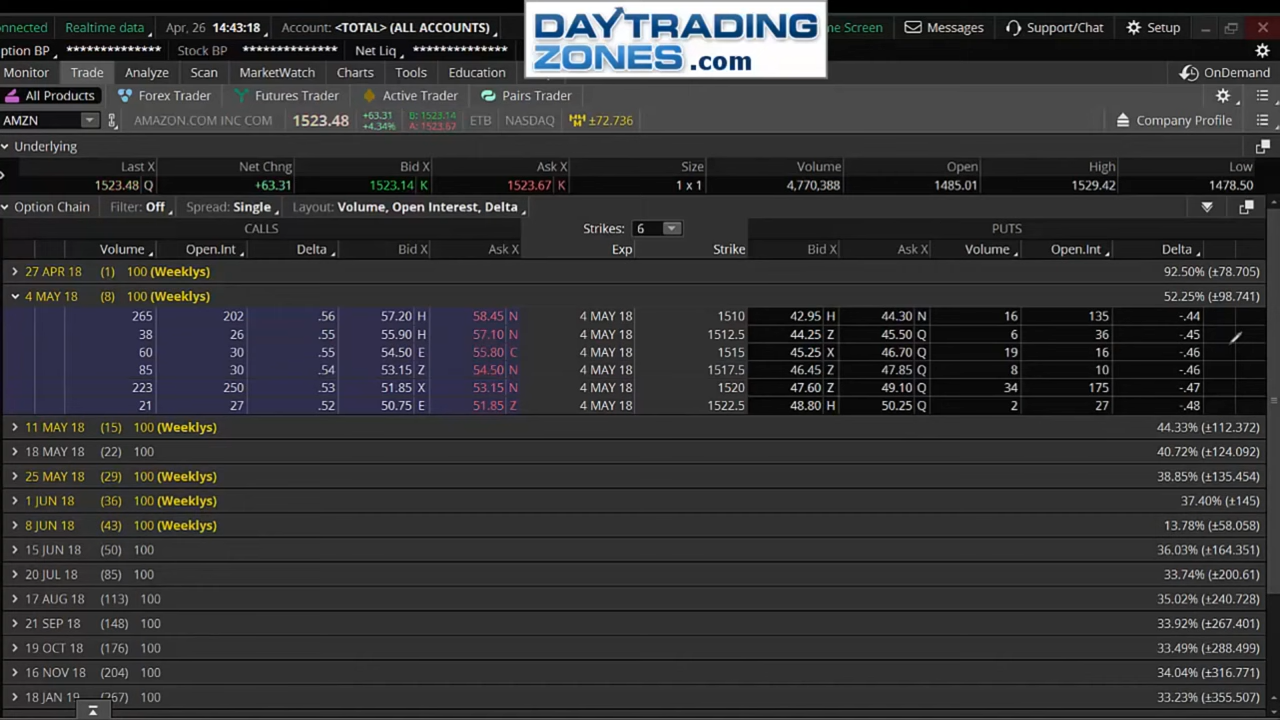 onnected Realtime data Apr, 26 14:43:18 Account: <TOTAL> (ALL ACCOUNTS) DAYTRADING ZONES.com me Screen Messages Support/Chat Setup
ption BP ************** Stock BP ************** Net Liq **************
Monitor Trade Analyze Scan MarketWatch Charts Tools Education OnDemand
All Products Forex Trader Futures Trader Active Trader Pairs Trader
AMZN AMAZON.COM INC COM 1523.48 +63.31 +4.34% B: 1523.14 A: 1523.67 ETB NASDAQ ±72.736 Company Profile
Underlying
Last X Net Chng Bid X Ask X Size Volume Open High Low
1523.48 Q +63.31 1523.14 K 1523.67 K 1 x 1 4,770,388 1485.01 1529.42 1478.50
Option Chain Filter: Off Spread: Single Layout: Volume, Open Interest, Delta
CALLS Strikes: 6 PUTS
Volume Open.Int Delta Bid X Ask X Exp Strike Bid X Ask X Volume Open.Int Delta
27 APR 18 (1) 100 (Weeklys) 92.50% (±78.705)
4 MAY 18 (8) 100 (Weeklys) 52.25% (±98.741)
265 202 .56 57.20 H 58.45 N 4 MAY 18 1510 42.95 H 44.30 N 16 135 -.44
38 26 .55 55.90 H 57.10 N 4 MAY 18 1512.5 44.25 Z 45.50 Q 6 36 -.45
60 30 .55 54.50 E 55.80 C 4 MAY 18 1515 45.25 X 46.70 Q 19 16 -.46
85 30 .54 53.15 Z 54.50 N 4 MAY 18 1517.5 46.45 Z 47.85 Q 8 10 -.46
223 250 .53 51.85 X 53.15 N 4 MAY 18 1520 47.60 Z 49.10 Q 34 175 -.47
21 27 .52 50.75 E 51.85 Z 4 MAY 18 1522.5 48.80 H 50.25 Q 2 27 -.48
11 MAY 18 (15) 100 (Weeklys) 44.33% (±112.372)
18 MAY 18 (22) 100 40.72% (±124.092)
25 MAY 18 (29) 100 (Weeklys) 38.85% (±135.454)
1 JUN 18 (36) 100 (Weeklys) 37.40% (±145)
8 JUN 18 (43) 100 (Weeklys) 13.78% (±58.058)
15 JUN 18 (50) 100 36.03% (±164.351)
20 JUL 18 (85) 100 33.74% (±200.61)
17 AUG 18 (113) 100 35.02% (±240.728)
21 SEP 18 (148) 100 33.92% (±267.401)
19 OCT 18 (176) 100 33.49% (±288.499)
16 NOV 18 (204) 100 34.04% (±316.771)
18 JAN 19 (267) 100 33.23% (±355.507)